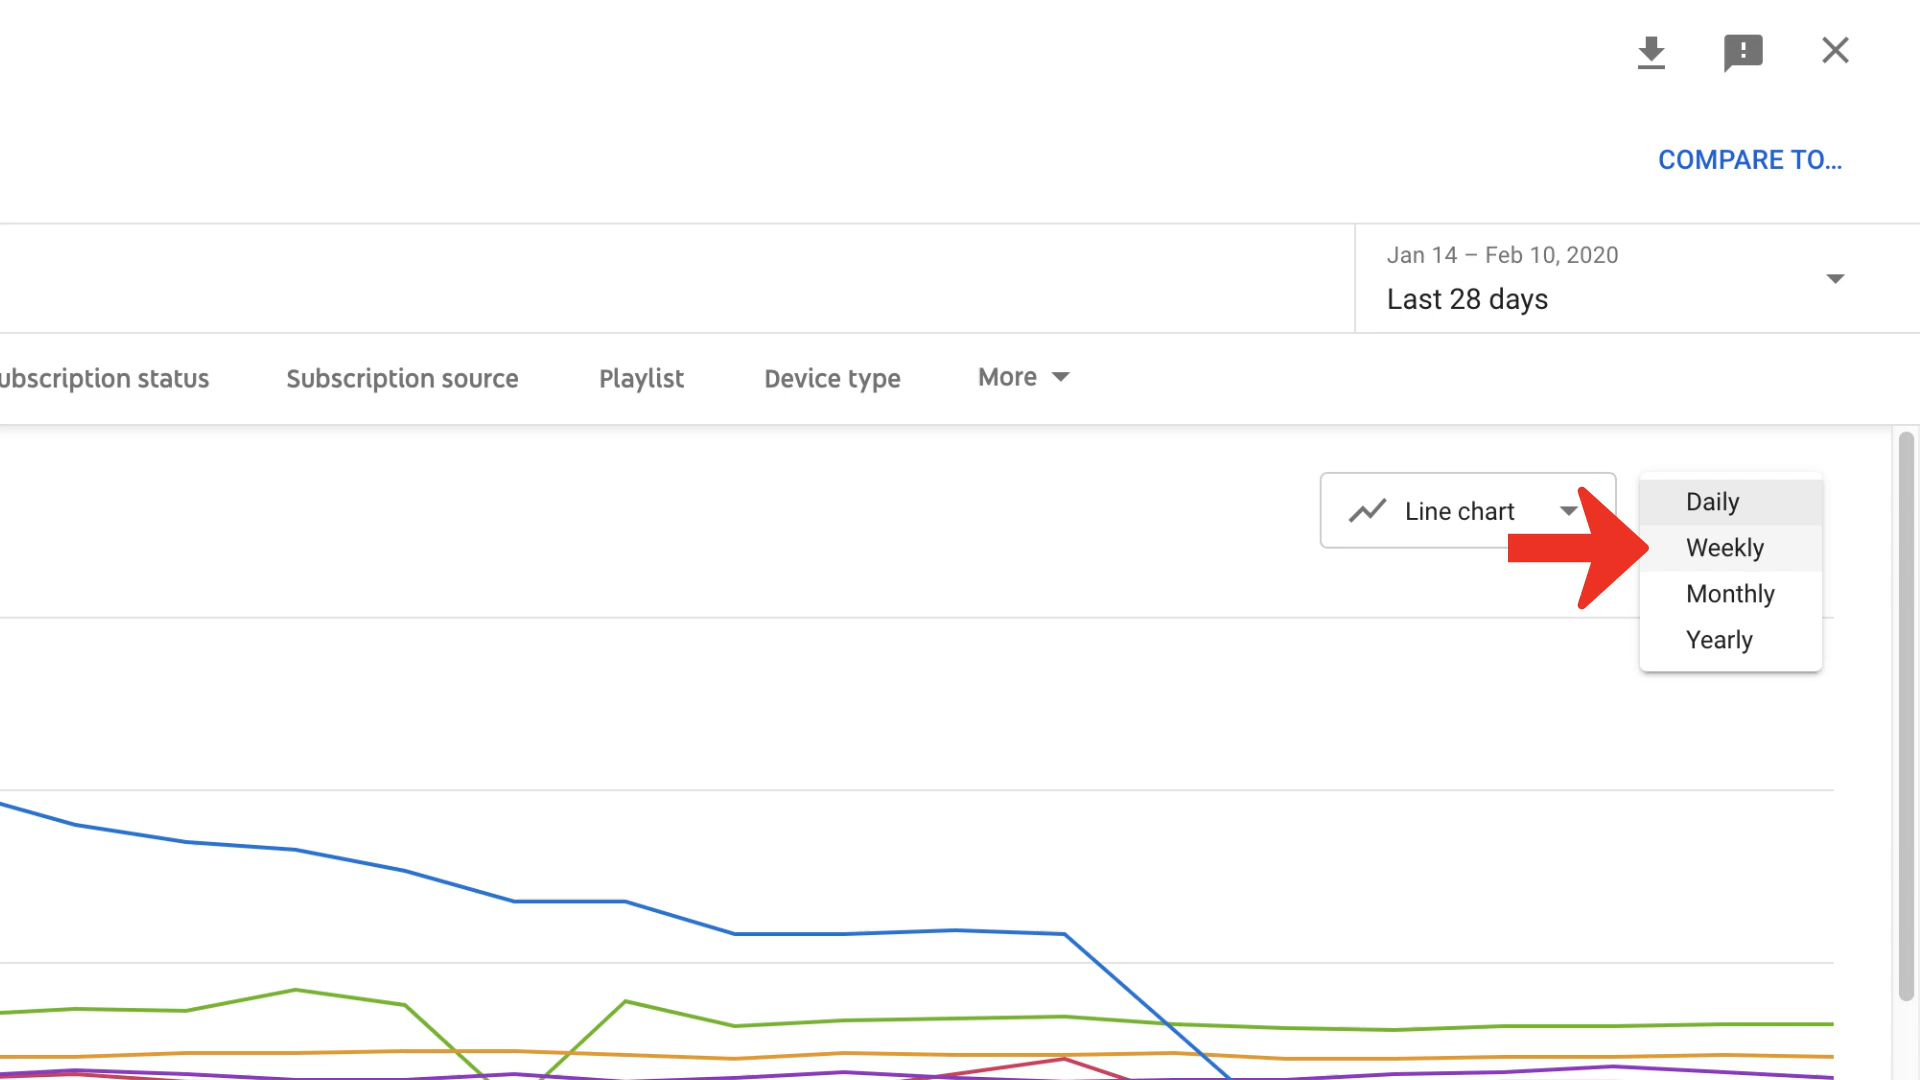 COMPARE TO...
Jan 14 – Feb 10, 2020
Last 28 days
ubscription status Subscription source Playlist Device type More
Line chart
Daily
Weekly
Monthly
Yearly